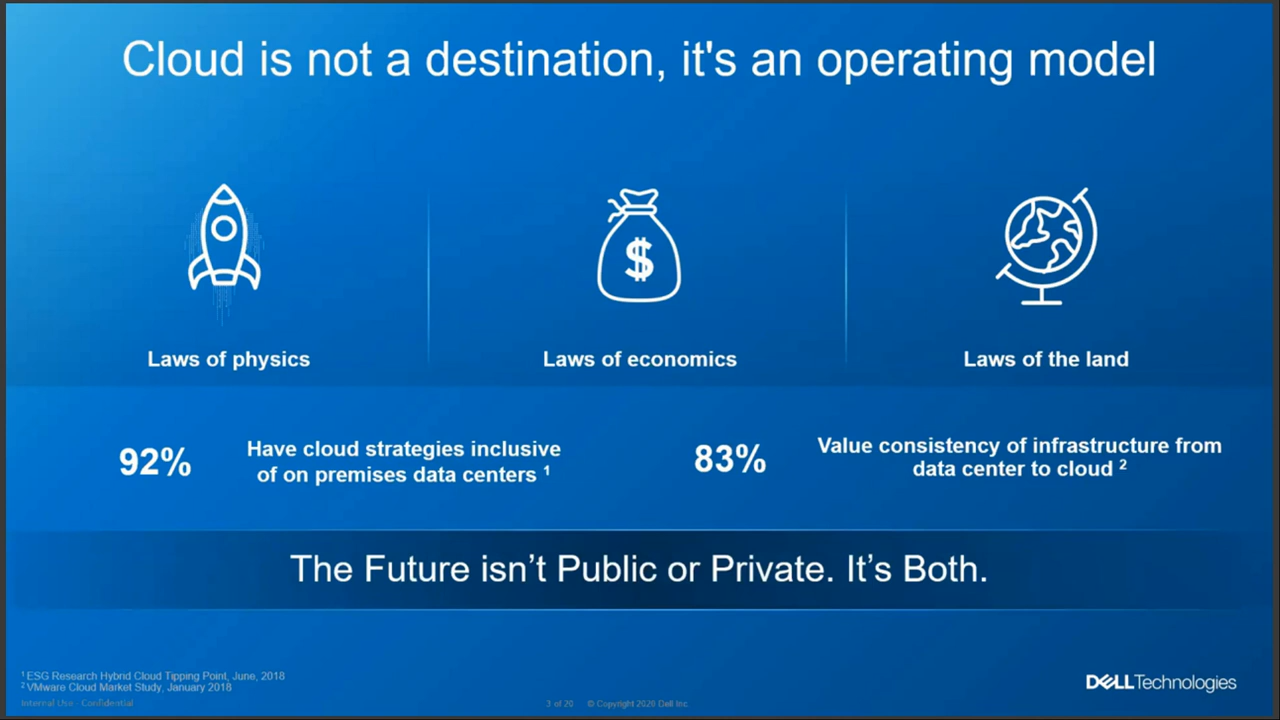 Cloud is not a destination, it's an operating model
$
Laws of physics
Laws of economics
Laws of the land
92%
Have cloud strategies inclusive
of on premises data centers ¹
83%
Value consistency of infrastructure from
data center to cloud ²
The Future isn’t Public or Private. It’s Both.
¹ ESG Research Hybrid Cloud Tipping Point, June, 2018
² VMware Cloud Market Study, January 2018
Internal Use - Confidential
3 of 20
© Copyright 2020 Dell Inc.
DELLTechnologies